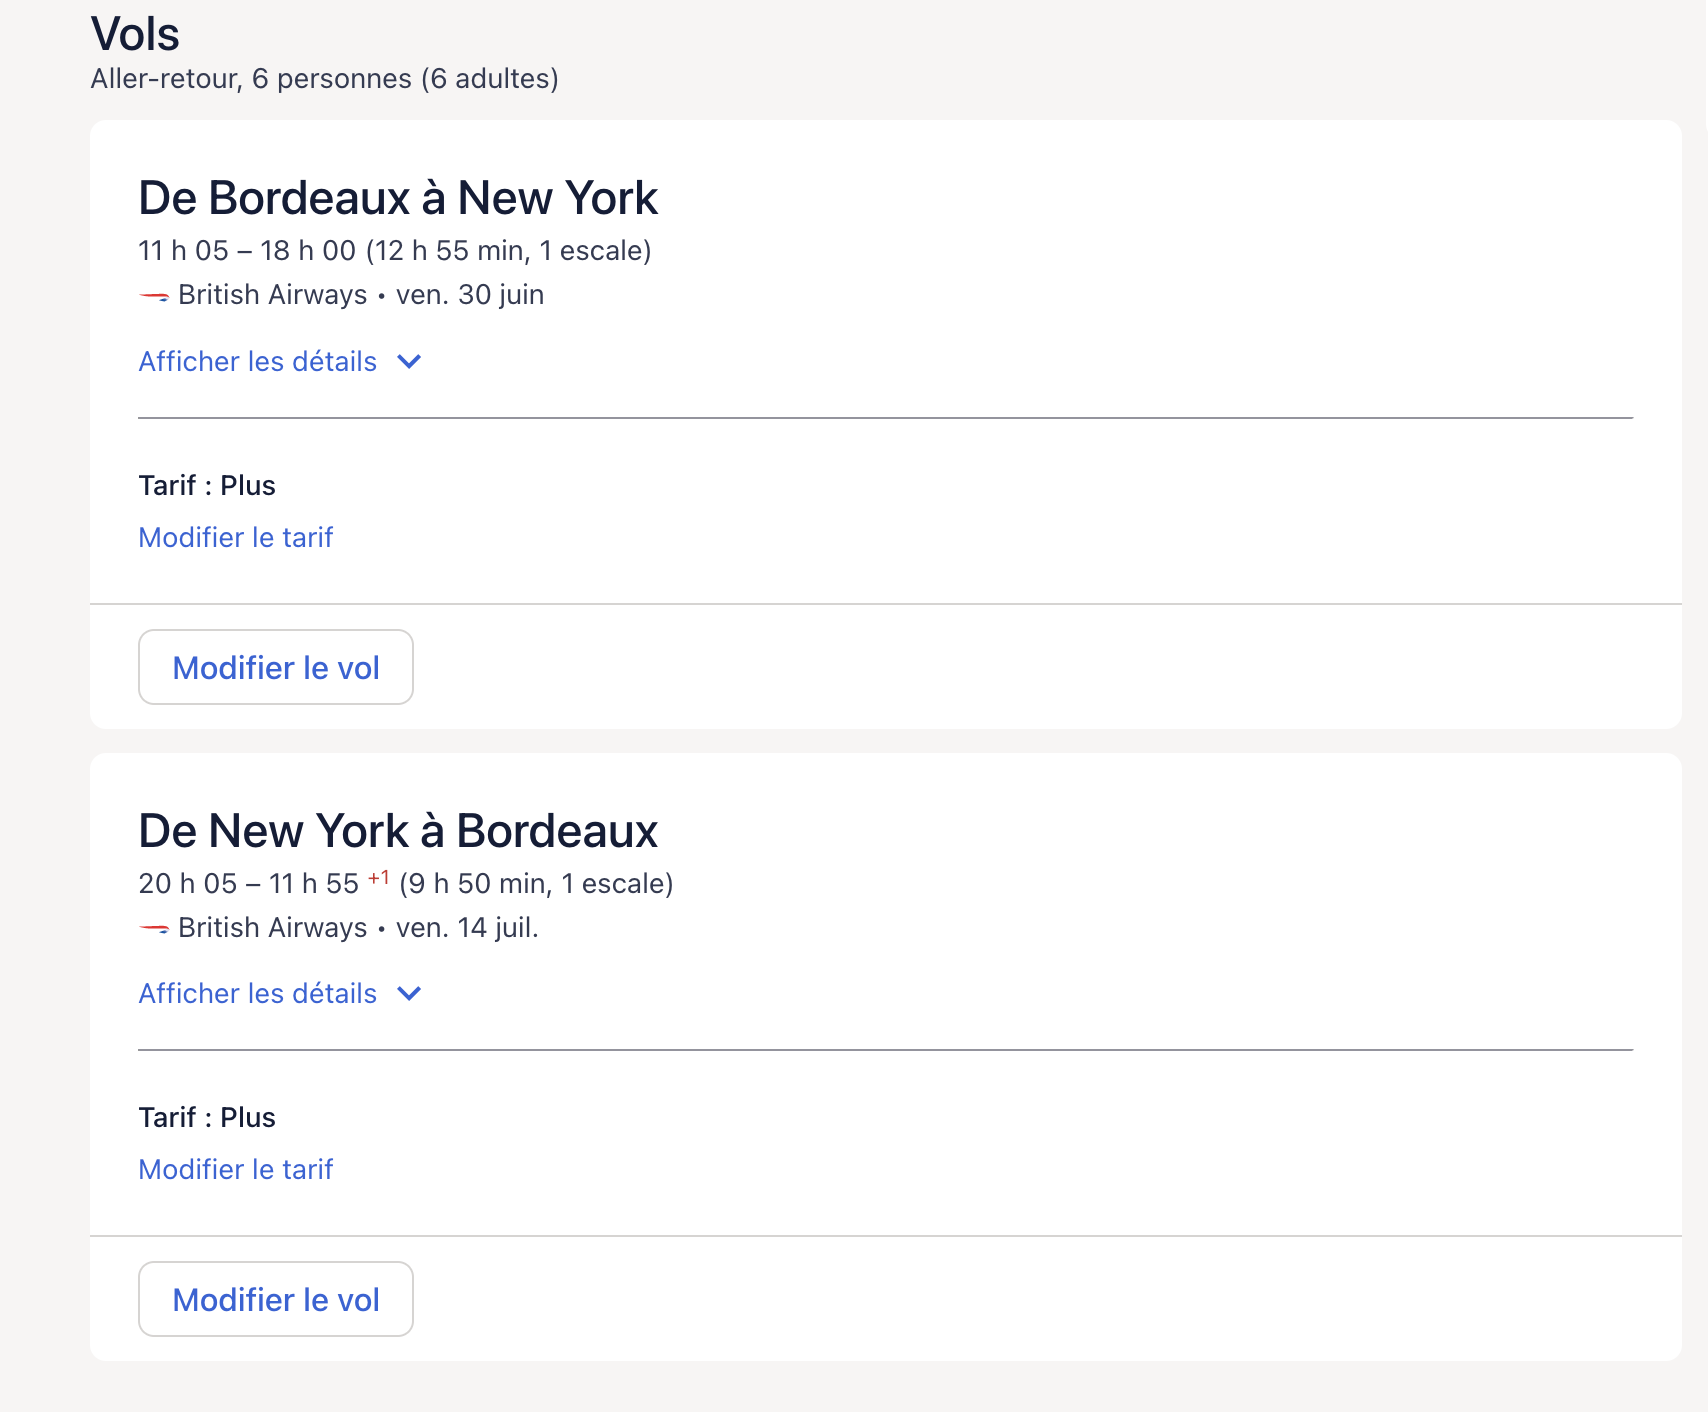 Vols
Aller-retour, 6 personnes (6 adultes)
De Bordeaux à New York
11 h 05 – 18 h 00 (12 h 55 min, 1 escale)
British Airways • ven. 30 juin
Afficher les détails
Tarif : Plus
Modifier le tarif
Modifier le vol
De New York à Bordeaux
20 h 05 – 11 h 55 +1 (9 h 50 min, 1 escale)
British Airways • ven. 14 juil.
Afficher les détails
Tarif : Plus
Modifier le tarif
Modifier le vol